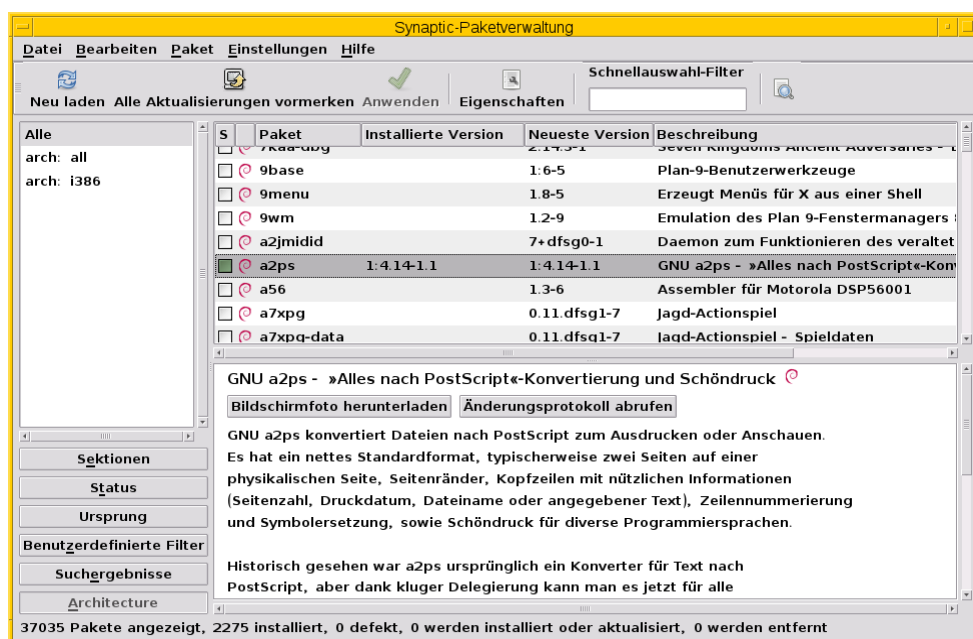 Synaptic-Paketverwaltung
Datei Bearbeiten Paket Einstellungen Hilfe
Neu laden Alle Aktualisierungen vormerken Anwenden Eigenschaften Schnellauswahl-Filter
Alle
arch: all
arch: i386
S Paket Installierte Version Neueste Version Beschreibung
7kaa-dbg 2.14.3-1 Seven Kingdoms Ancient Adversaries -
9base 1:6-5 Plan-9-Benutzerwerkzeuge
9menu 1.8-5 Erzeugt Menüs für X aus einer Shell
9wm 1.2-9 Emulation des Plan 9-Fenstermanagers
a2jmidid 7+dfsg0-1 Daemon zum Funktionieren des veraltet
a2ps 1:4.14-1.1 1:4.14-1.1 GNU a2ps - »Alles nach PostScript«-Kon
a56 1.3-6 Assembler für Motorola DSP56001
a7xpg 0.11.dfsg1-7 Jagd-Actionspiel
a7xpg-data 0.11.dfsg1-7 Jagd-Actionspiel - Spieldaten
Sektionen
Status
Ursprung
Benutzerdefinierte Filter
Suchergebnisse
Architecture
GNU a2ps - »Alles nach PostScript«-Konvertierung und Schöndruck
Bildschirmfoto herunterladen Änderungsprotokoll abrufen
GNU a2ps konvertiert Dateien nach PostScript zum Ausdrucken oder Anschauen.
Es hat ein nettes Standardformat, typischerweise zwei Seiten auf einer
physikalischen Seite, Seitenränder, Kopfzeilen mit nützlichen Informationen
(Seitenzahl, Druckdatum, Dateiname oder angegebener Text), Zeilennummerierung
und Symbolersetzung, sowie Schöndruck für diverse Programmiersprachen.
Historisch gesehen war a2ps ursprünglich ein Konverter für Text nach
PostScript, aber dank kluger Delegierung kann man es jetzt für alle
37035 Pakete angezeigt, 2275 installiert, 0 defekt, 0 werden installiert oder aktualisiert, 0 werden entfernt